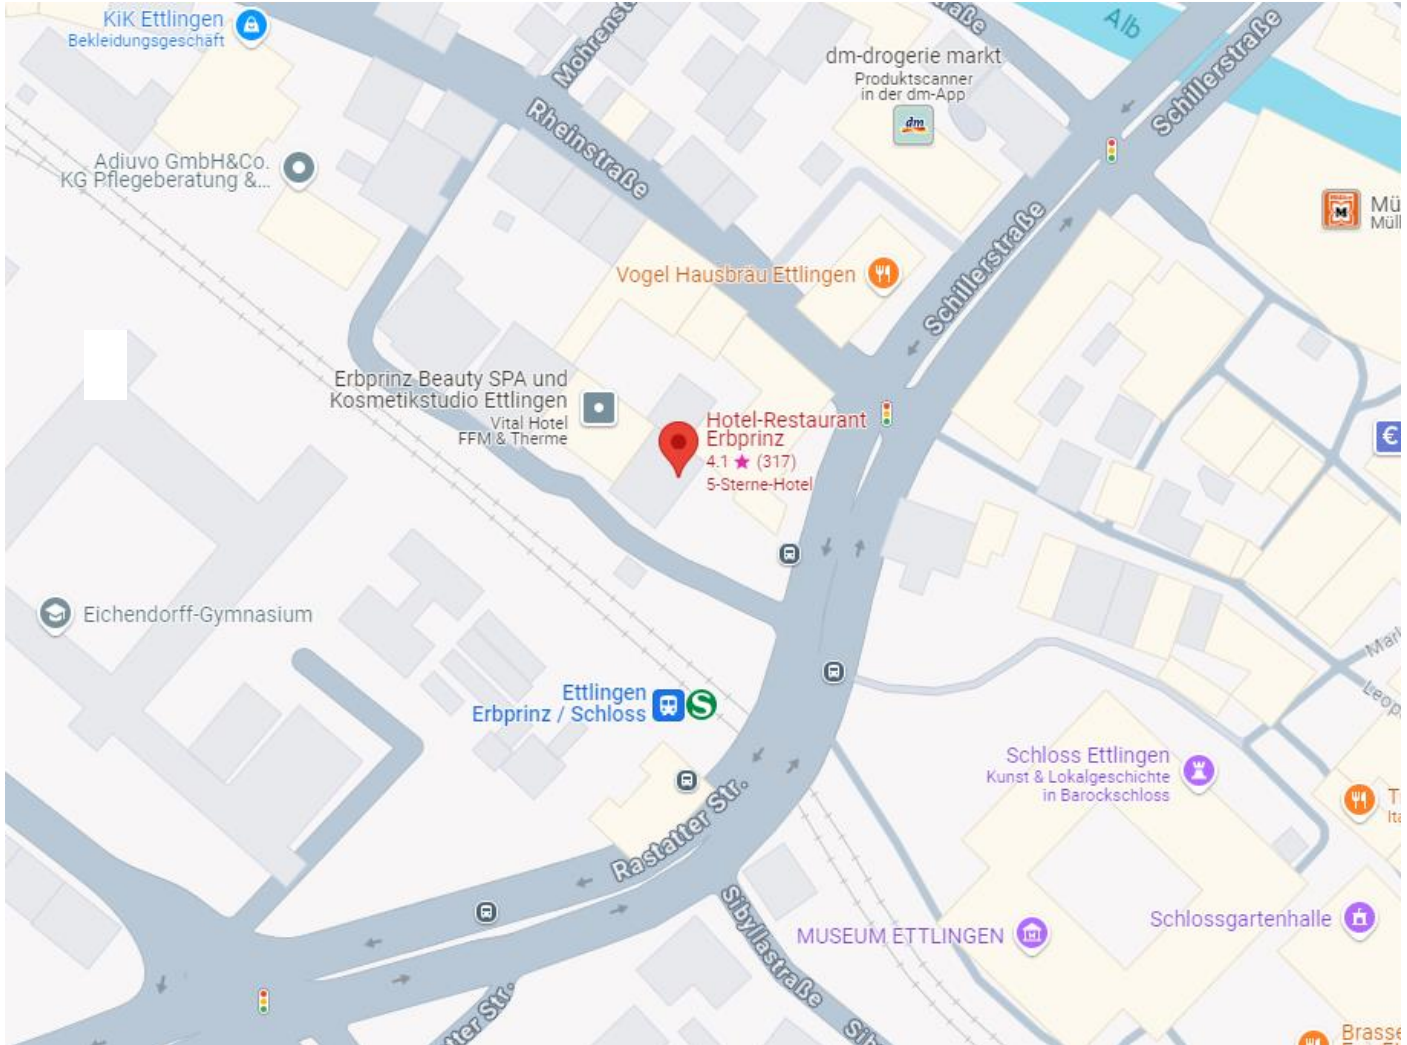 KiK Ettlingen
Bekleidungsgeschäft
Alb
Schillerstraße
dm-drogerie markt
Produktscanner
in der dm-App
dm
Rheinstraße
Adiuvo GmbH&Co.
KG Pflegeberatung &...
Vogel Hausbräu Ettlingen
Schillerstraße
Erbprinz Beauty SPA und
Kosmetikstudio Ettlingen
Vital Hotel
FFM & Therme
Hotel-Restaurant
Erbprinz
4.1 ★ (317)
5-Sterne-Hotel
€
Eichendorff-Gymnasium
Ettlingen
Erbprinz / Schloss
S
Schloss Ettlingen
Kunst & Lokalgeschichte
in Barockschloss
Rastatter Str.
Sibyllastraße
MUSEUM ETTLINGEN
Schlossgartenhalle